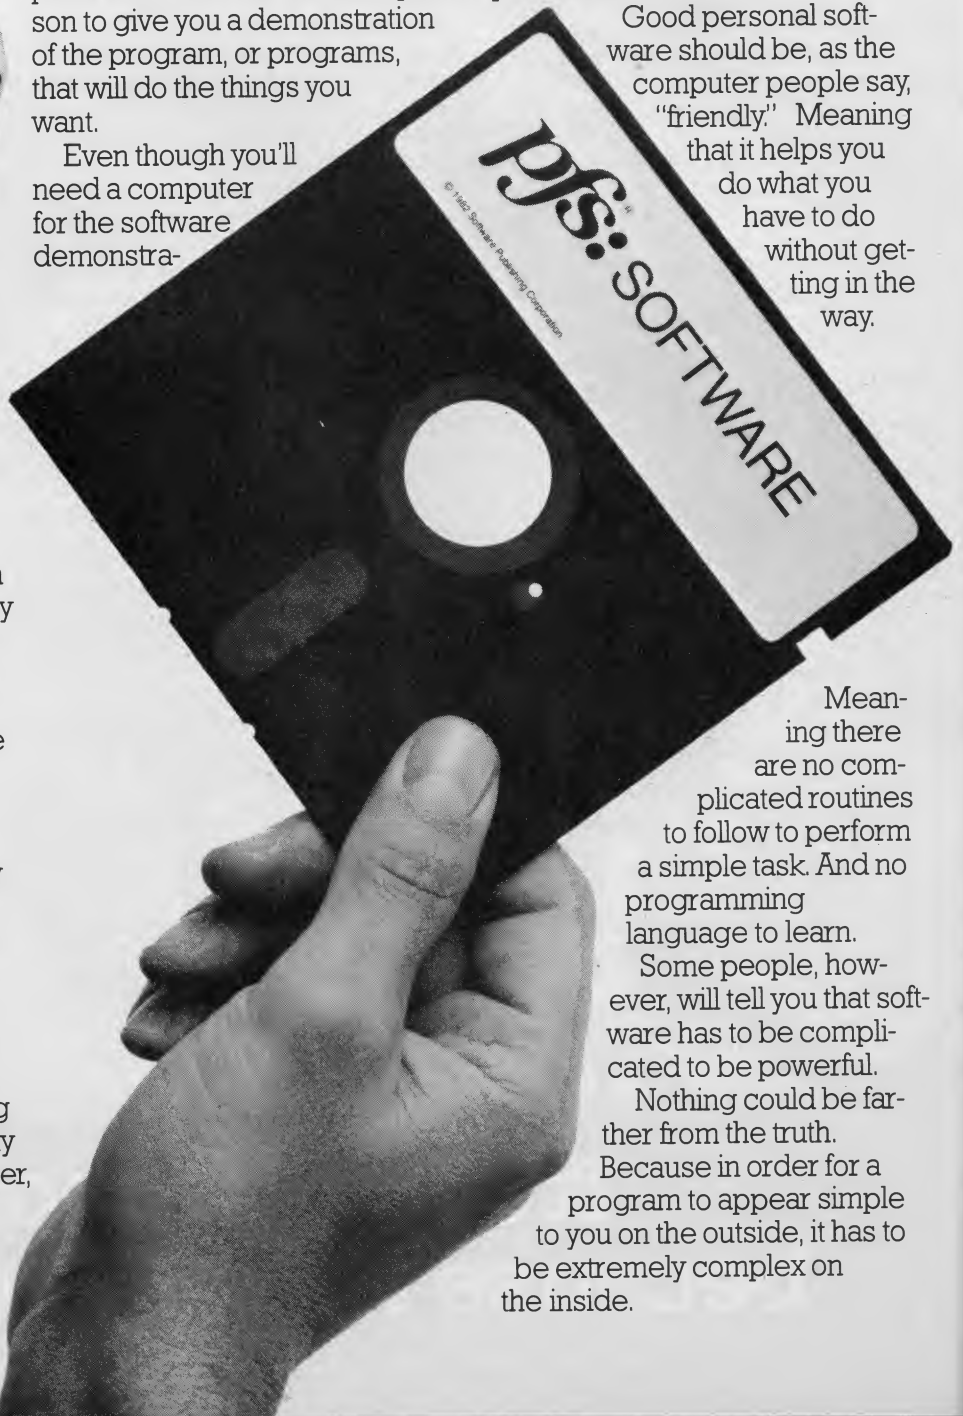 son to give you a demonstration
of the program, or programs,
that will do the things you
want.
Even though you'll
need a computer
for the software
demonstra-
pfs: SOFTWARE
© 1982 Software Publishing Corporation
Good personal soft-
ware should be, as the
computer people say,
"friendly." Meaning
that it helps you
do what you
have to do
without get-
ting in the
way.
Mean-
ing there
are no com-
plicated routines
to follow to perform
a simple task. And no
programming
language to learn.
Some people, how-
ever, will tell you that soft-
ware has to be compli-
cated to be powerful.
Nothing could be far-
ther from the truth.
Because in order for a
program to appear simple
to you on the outside, it has to
be extremely complex on
the inside.